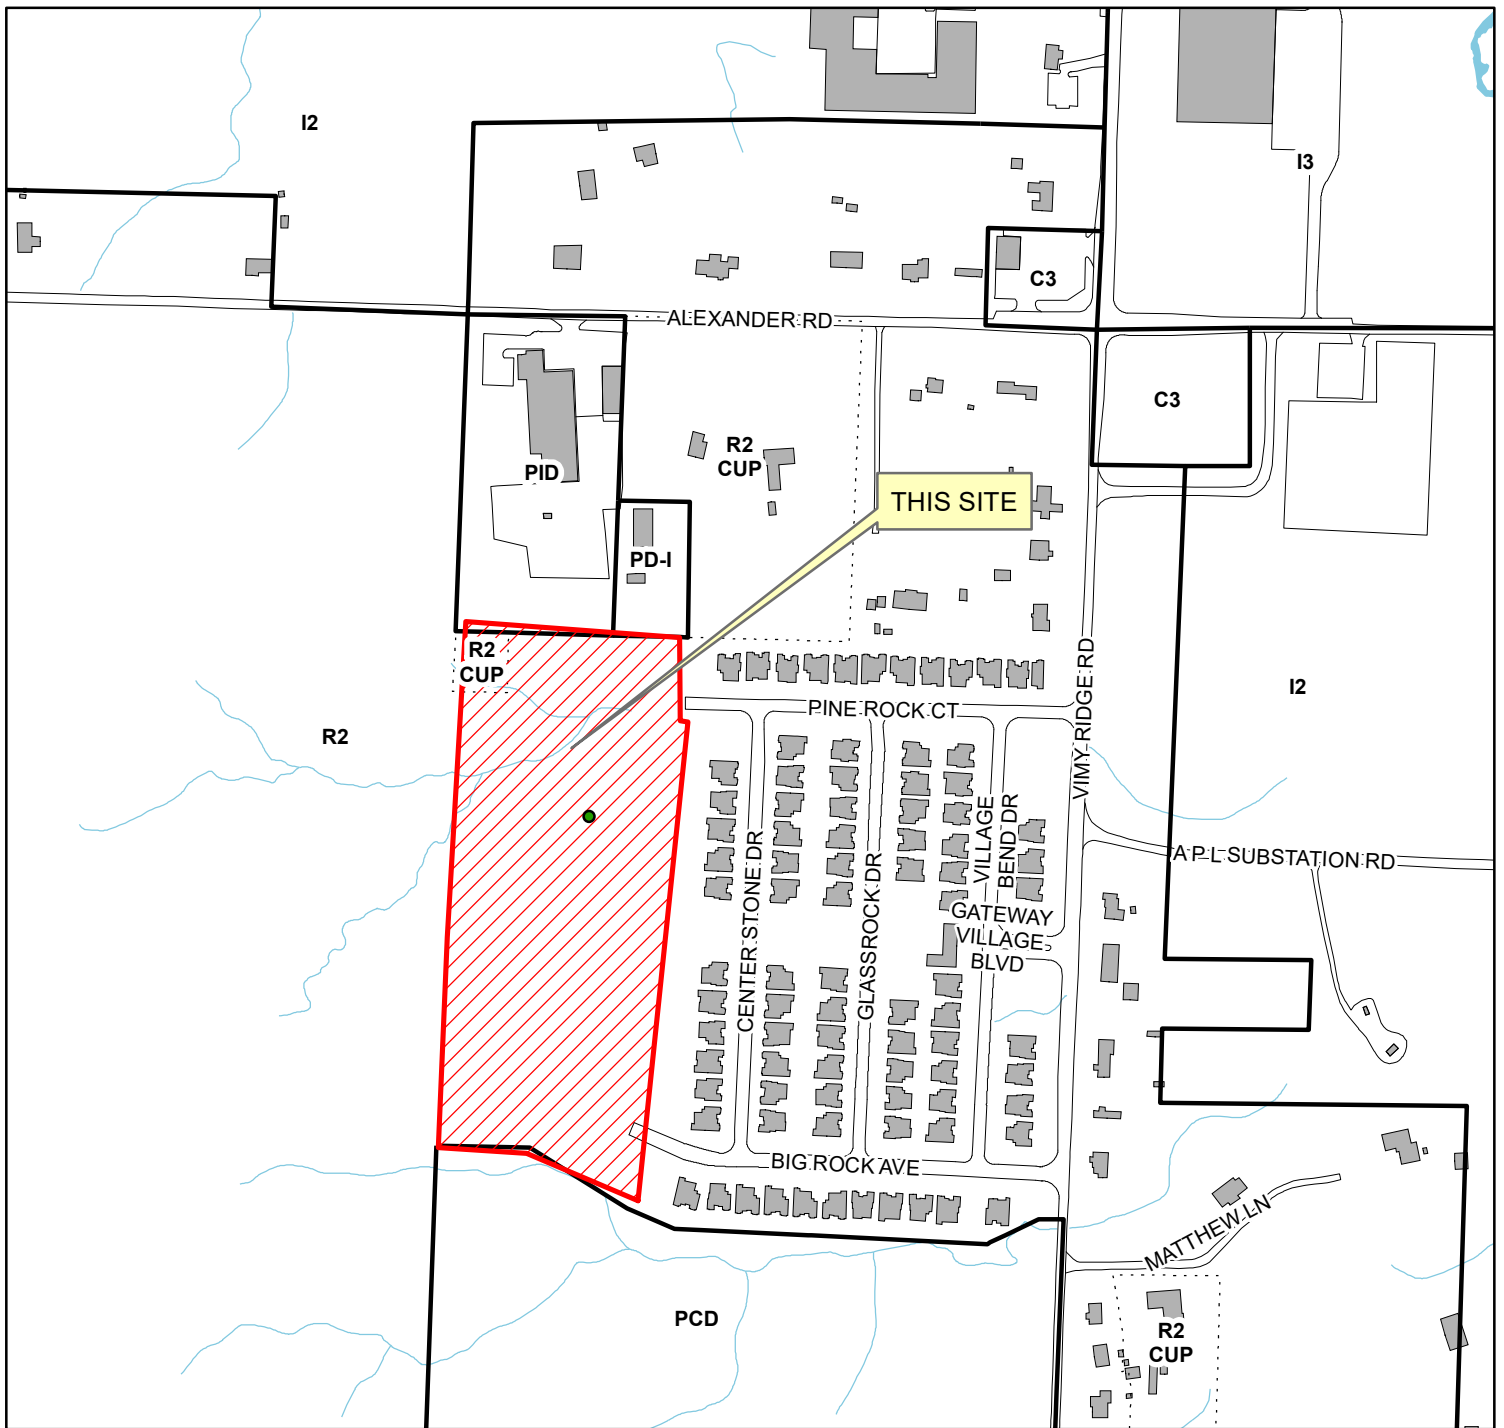 I2
I3
C3
ALEXANDER RD
C3
R2
CUP
PID
THIS SITE
PD-I
R2
CUP
R2
I2
PINE ROCK CT
VIMY RIDGE RD
VILLAGE
BEND DR
CENTER STONE DR
GLASSROCK DR
A P L SUBSTATION RD
GATEWAY
VILLAGE
BLVD
BIG ROCK AVE
MATTHEW LN
PCD
R2
CUP